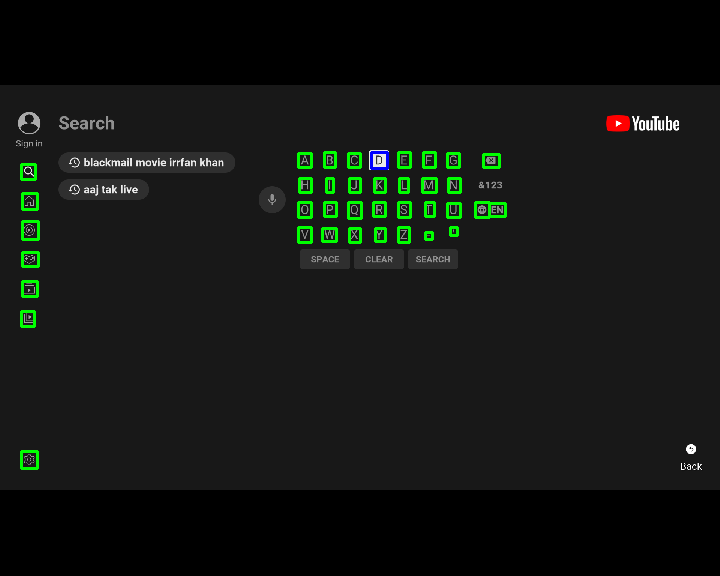 Search
YouTube
Sign in
blackmail movie irrfan khan
aaj tak live
A B C D E F G
H I J K L M N &123
O P Q R S T U EN
V W X Y Z
SPACE CLEAR SEARCH
Back